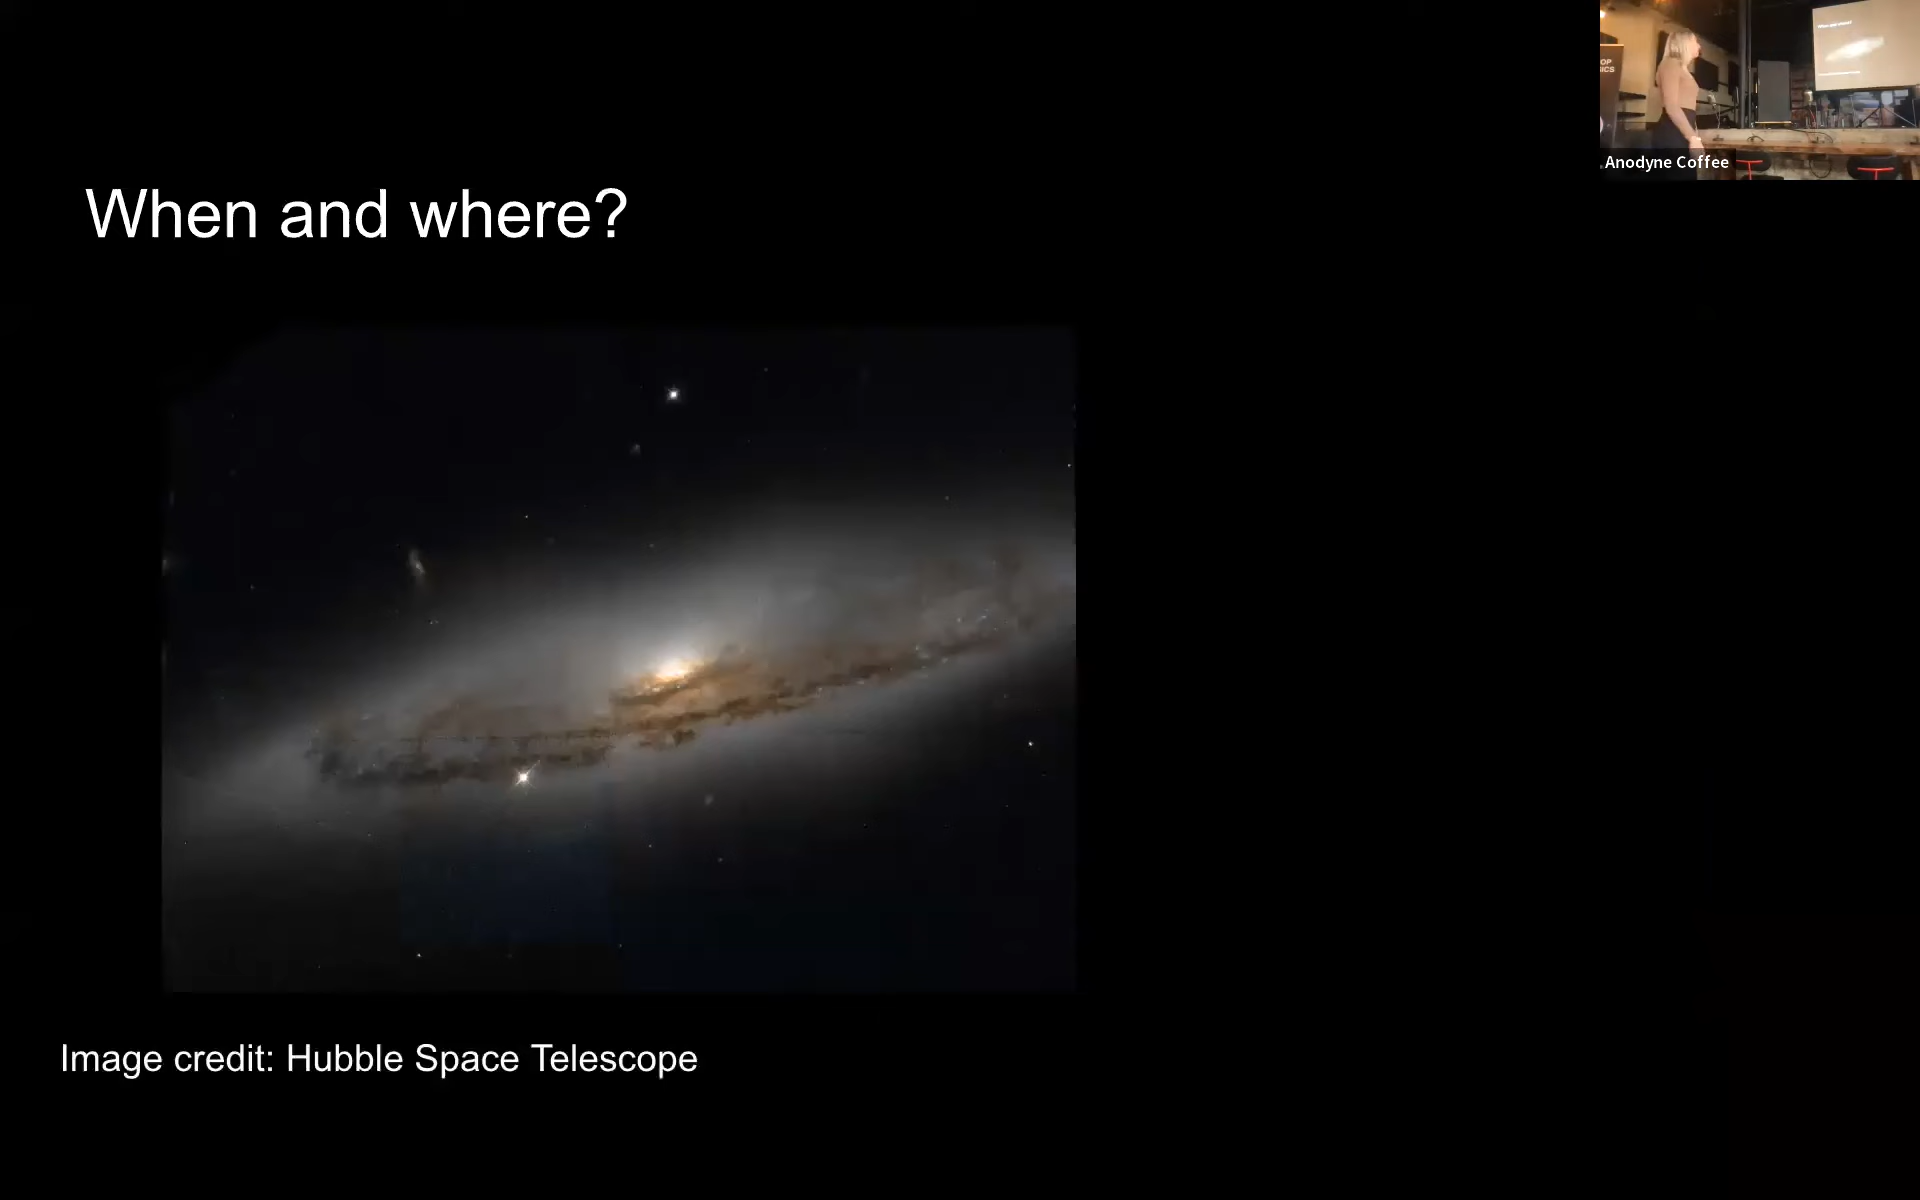 When and where?
Image credit: Hubble Space Telescope
Anodyne Coffee